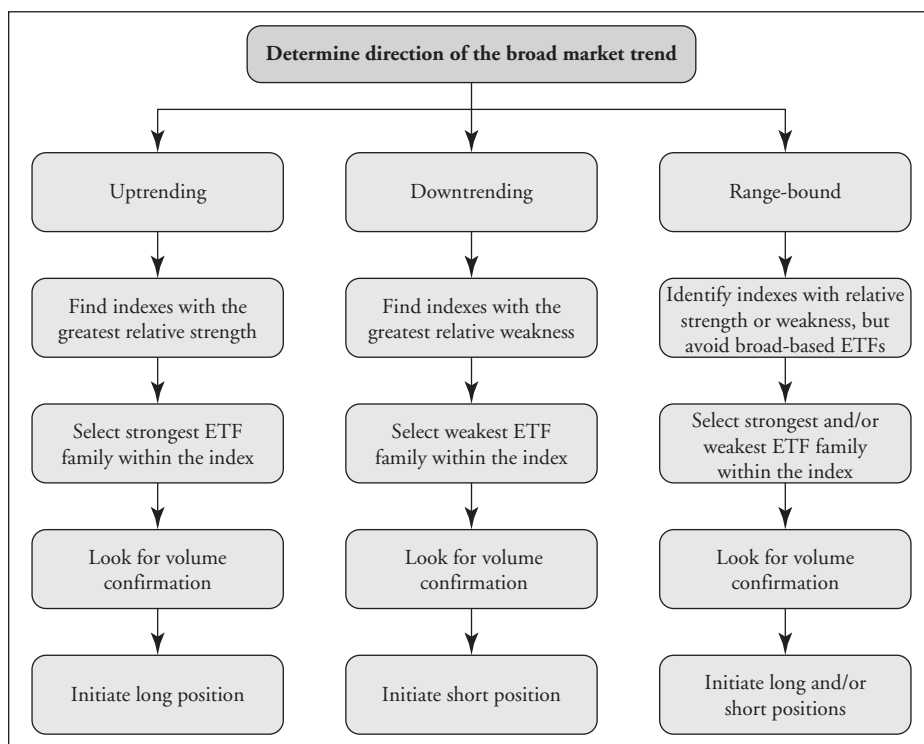 Determine direction of the broad market trend
Uptrending
Downtrending
Range-bound
Find indexes with the
greatest relative strength
Find indexes with the
greatest relative weakness
Identify indexes with relative
strength or weakness, but
avoid broad-based ETFs
Select strongest ETF
family within the index
Select weakest ETF
family within the index
Select strongest and/or
weakest ETF family
within the index
Look for volume
confirmation
Look for volume
confirmation
Look for volume
confirmation
Initiate long position
Initiate short position
Initiate long and/or
short positions